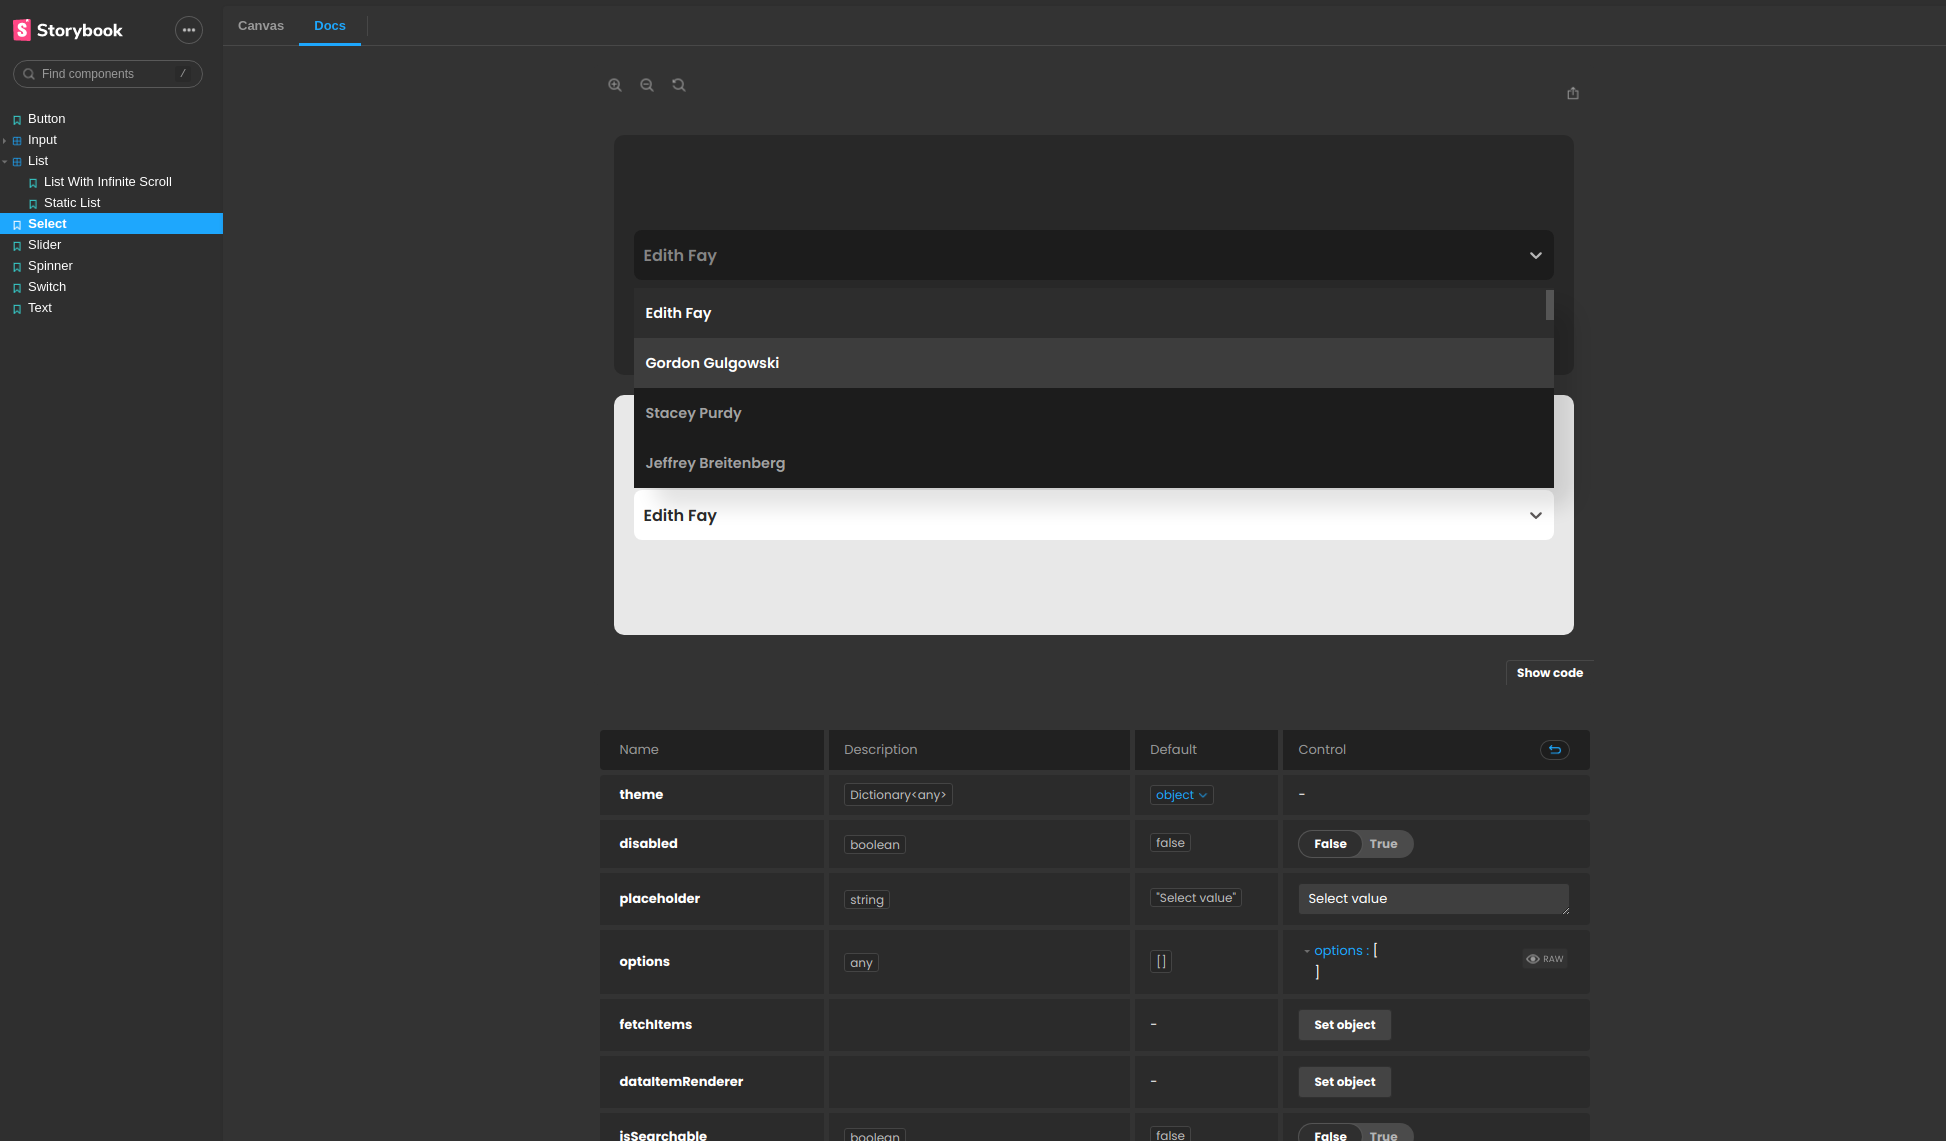 Storybook
Canvas
Docs
Find components
/
Button
Input
List
List With Infinite Scroll
Static List
Select
Slider
Spinner
Switch
Text
Edith Fay
Edith Fay
Gordon Gulgowski
Stacey Purdy
Jeffrey Breitenberg
Edith Fay
Show code
Name Description Default Control
theme Dictionary<any> object -
disabled boolean false False True
placeholder string "Select value" Select value
options any [] options : [
] RAW
fetchItems - Set object
dataItemRenderer - Set object
isSearchable boolean false False True